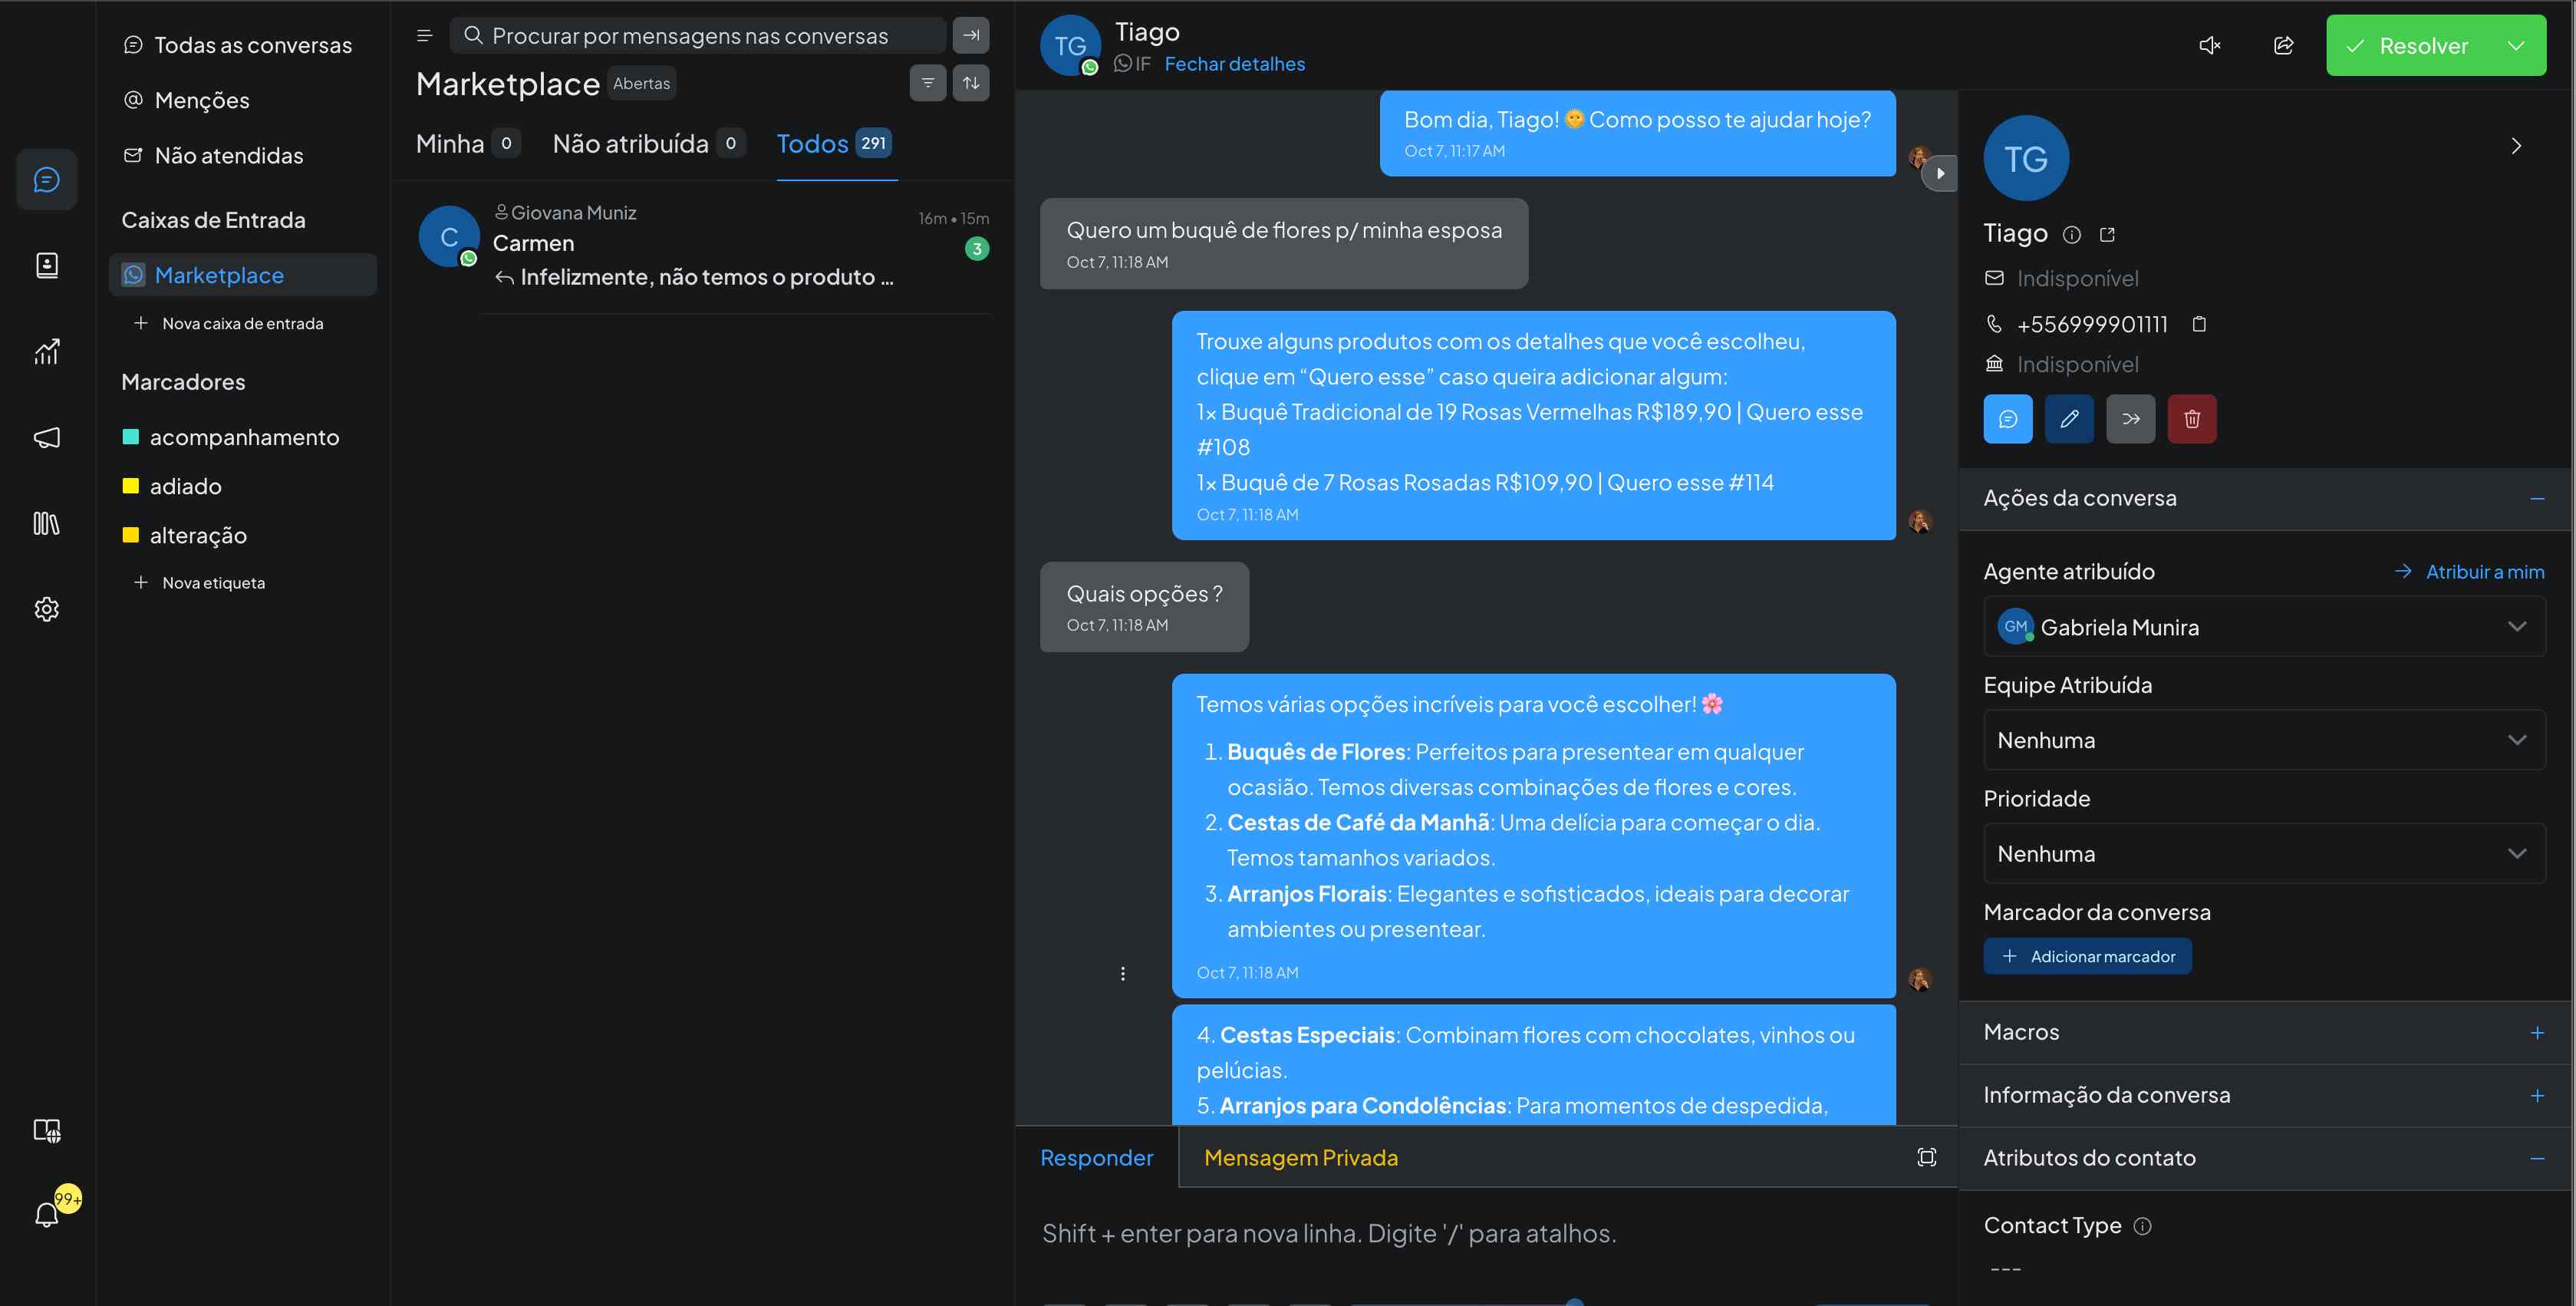 Todas as conversas
Menções
Não atendidas
Caixas de Entrada
Marketplace
Nova caixa de entrada
Marcadores
acompanhamento
adiado
alteração
Nova etiqueta
99+
Procurar por mensagens nas conversas
Marketplace Abertas
Minha 0 Não atribuída 0 Todos 291
C
Giovana Muniz
16m • 15m
Carmen
3
Infelizmente, não temos o produto ...
TG
Tiago
IF Fechar detalhes
Resolver
Bom dia, Tiago! 🌞 Como posso te ajudar hoje?
Oct 7, 11:17 AM
Quero um buquê de flores p/ minha esposa
Oct 7, 11:18 AM
Trouxe alguns produtos com os detalhes que você escolheu,
clique em “Quero esse” caso queira adicionar algum:
1x Buquê Tradicional de 19 Rosas Vermelhas R$189,90 | Quero esse
#108
1x Buquê de 7 Rosas Rosadas R$109,90 | Quero esse #114
Oct 7, 11:18 AM
Quais opções ?
Oct 7, 11:18 AM
Temos várias opções incríveis para você escolher! 🌸
1. Buquês de Flores: Perfeitos para presentear em qualquer
ocasião. Temos diversas combinações de flores e cores.
2. Cestas de Café da Manhã: Uma delícia para começar o dia.
Temos tamanhos variados.
3. Arranjos Florais: Elegantes e sofisticados, ideais para decorar
ambientes ou presentear.
Oct 7, 11:18 AM
4. Cestas Especiais: Combinam flores com chocolates, vinhos ou
pelúcias.
5. Arranjos para Condolências: Para momentos de despedida,
Responder Mensagem Privada
Shift + enter para nova linha. Digite '/' para atalhos.
TG
Tiago
Indisponível
+556999901111
Indisponível
Ações da conversa
Agente atribuído Atribuir a mim
GM Gabriela Munira
Equipe Atribuída
Nenhuma
Prioridade
Nenhuma
Marcador da conversa
Adicionar marcador
Macros
Informação da conversa
Atributos do contato
Contact Type
---